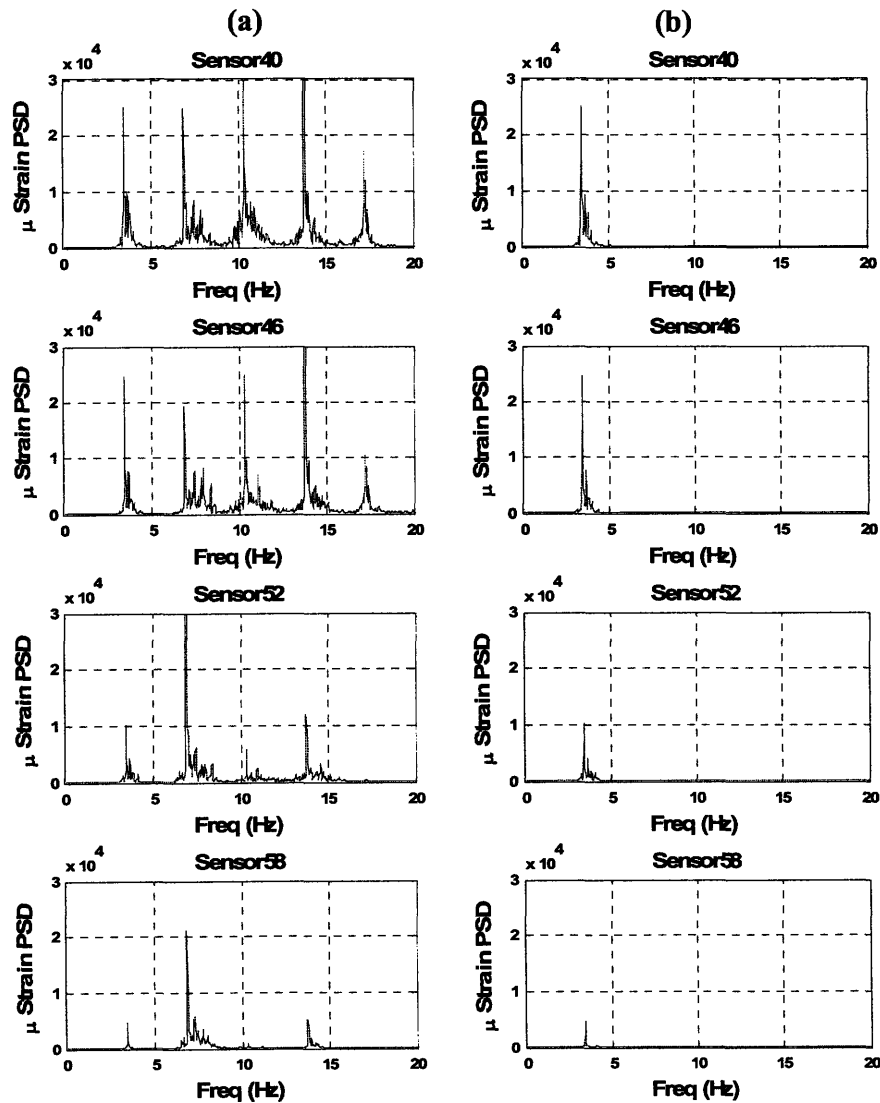 (a) (b)
x 10^4 Sensor40 x 10^4 Sensor40
3 3
2 2
1 1
0 0
μ Strain PSD μ Strain PSD
0 5 10 15 20 0 5 10 15 20
Freq (Hz) Freq (Hz)
x 10^4 Sensor46 x 10^4 Sensor46
3 3
2 2
1 1
0 0
μ Strain PSD μ Strain PSD
0 5 10 15 20 0 5 10 15 20
Freq (Hz) Freq (Hz)
x 10^4 Sensor52 x 10^4 Sensor52
3 3
2 2
1 1
0 0
μ Strain PSD μ Strain PSD
0 5 10 15 20 0 5 10 15 20
Freq (Hz) Freq (Hz)
x 10^4 Sensor58 x 10^4 Sensor58
3 3
2 2
1 1
0 0
μ Strain PSD μ Strain PSD
0 5 10 15 20 0 5 10 15 20
Freq (Hz) Freq (Hz)